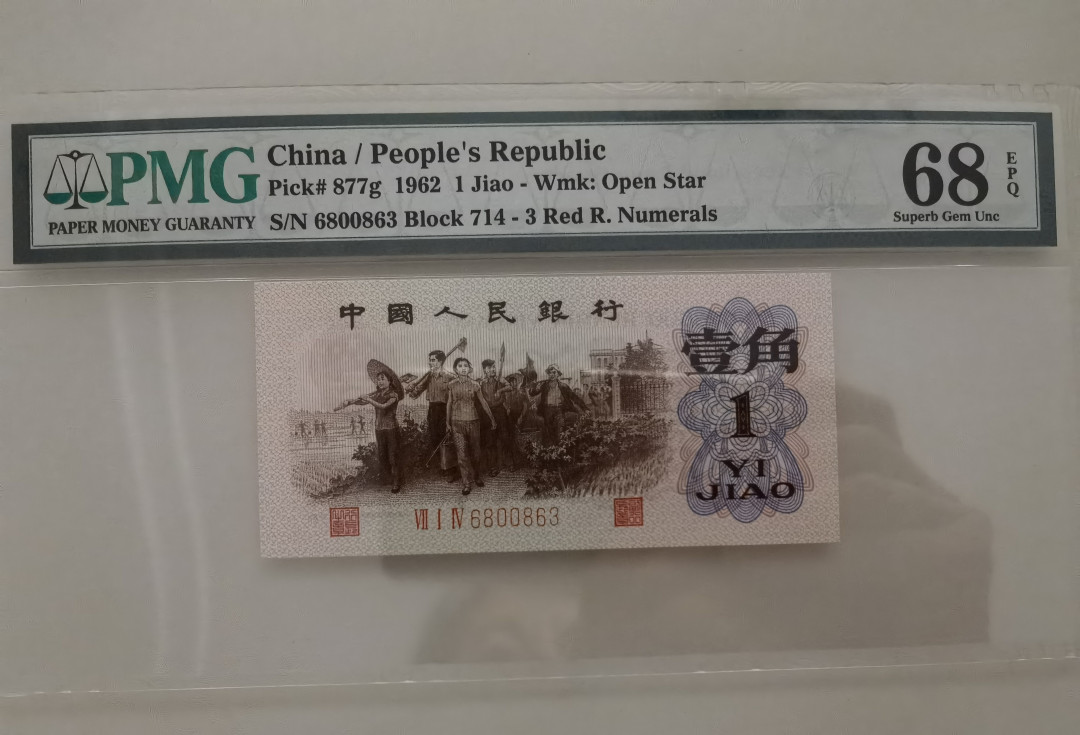 PMG
PAPER MONEY GUARANTY
China / People's Republic
Pick# 877g 1962 1 Jiao - Wmk: Open Star
S/N 6800863 Block 714 - 3 Red R. Numerals
68
EPQ
Superb Gem Unc
中國人民銀行
壹角
1
YI
JIAO
Ⅶ Ⅰ Ⅳ 6800863